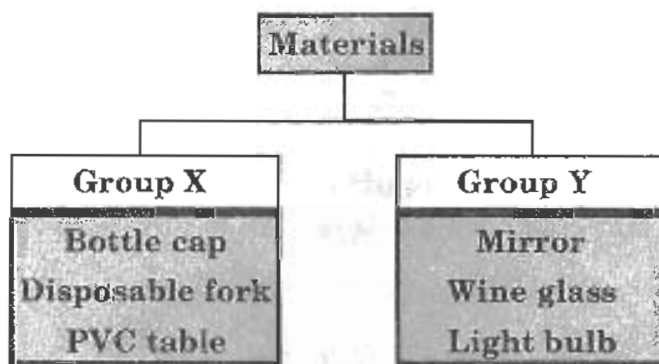 Materials
Group X
Bottle cap
Disposable fork
PVC table
Group Y
Mirror
Wine glass
Light bulb